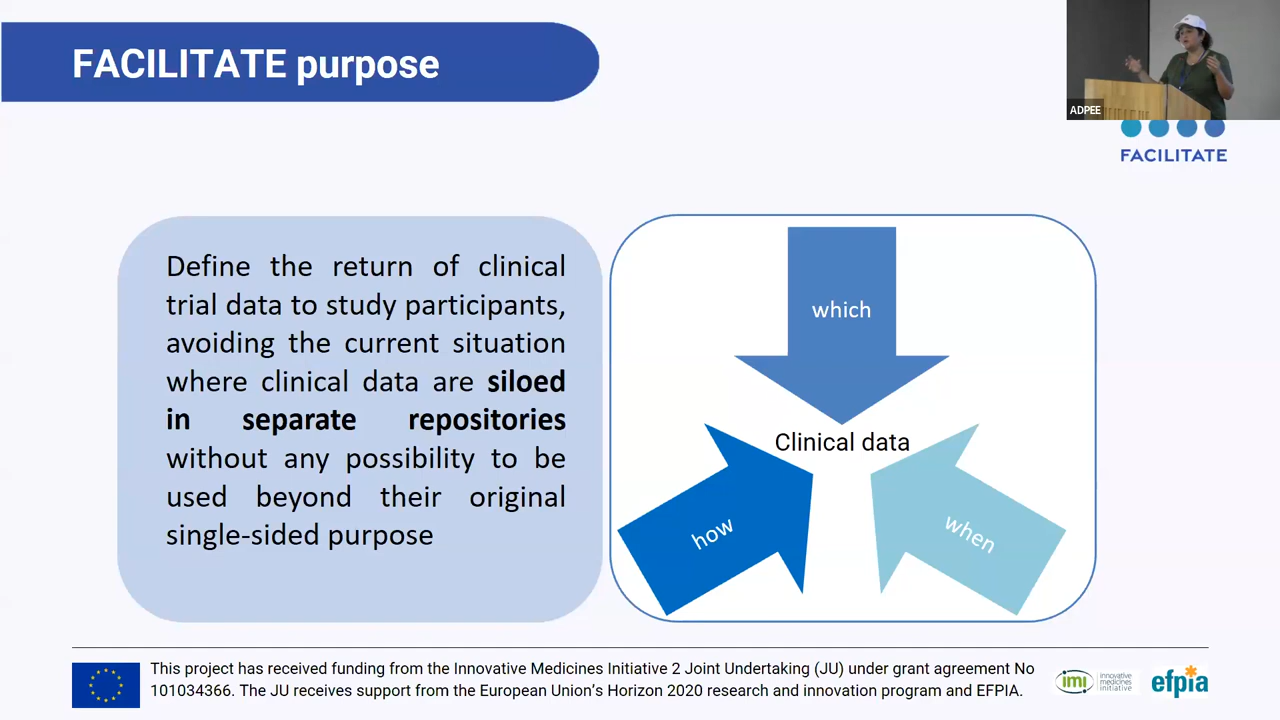 FACILITATE purpose
ADPEE
FACILITATE
Define the return of clinical
trial data to study participants,
avoiding the current situation
where clinical data are siloed
in separate repositories
without any possibility to be
used beyond their original
single-sided purpose
which
Clinical data
how
when
This project has received funding from the Innovative Medicines Initiative 2 Joint Undertaking (JU) under grant agreement No
101034366. The JU receives support from the European Union's Horizon 2020 research and innovation program and EFPIA.
imi
innovative
medicines
initiative
efpia